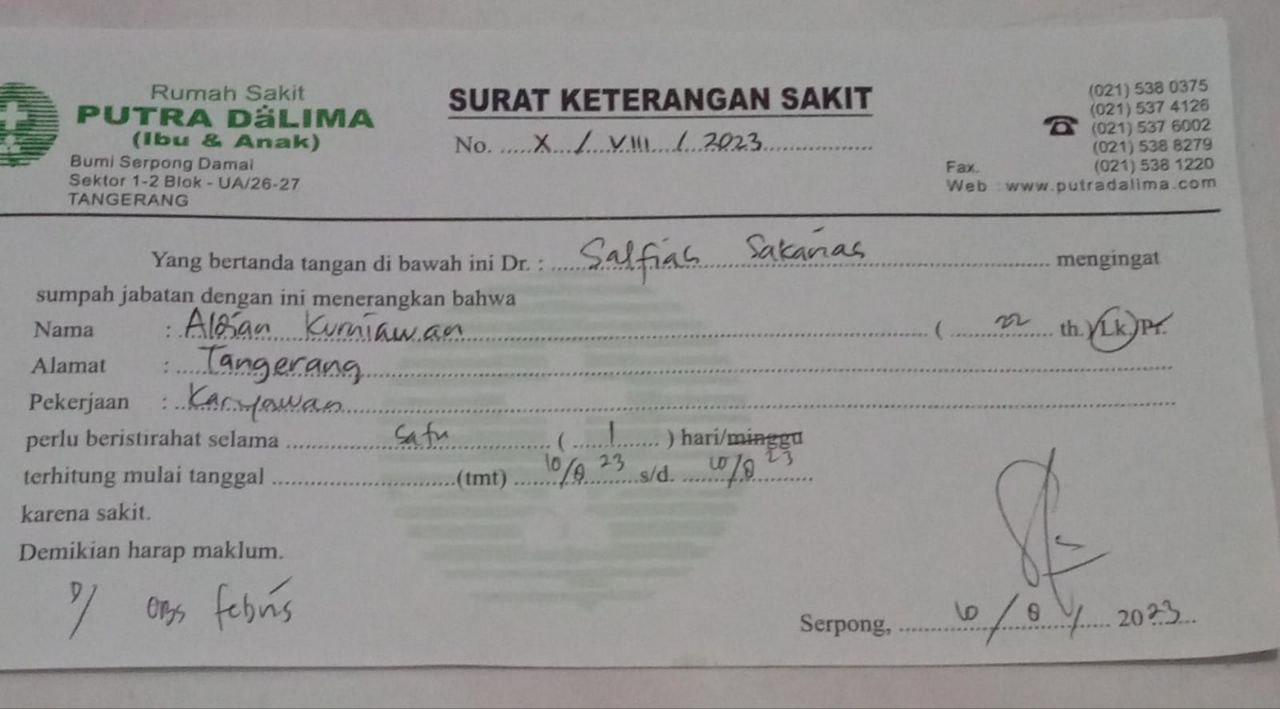 Rumah Sakit
PUTRA DäLIMA
(Ibu & Anak)
Bumi Serpong Damai
Sektor 1-2 Blok - UA/26-27
TANGERANG
SURAT KETERANGAN SAKIT
No. ..... X / VIII / 2023 .....
(021) 538 0375
(021) 537 4126
(021) 537 6002
(021) 538 8279
Fax. (021) 538 1220
Web : www.putradalima.com
Yang bertanda tangan di bawah ini Dr. : Salfias Sakarias mengingat
sumpah jabatan dengan ini menerangkan bahwa
Nama : Kurniawan ( 22 th.) Lk./Pr.
Alamat : Tangerang
Pekerjaan : Karyawan
perlu beristirahat selama satu ( 1 ) hari/minggu
terhitung mulai tanggal (tmt) 10/8 23 s/d. 10/8 23
karena sakit.
Demikian harap maklum.
D/ OBS febris
Serpong, 10 / 8 / 2023